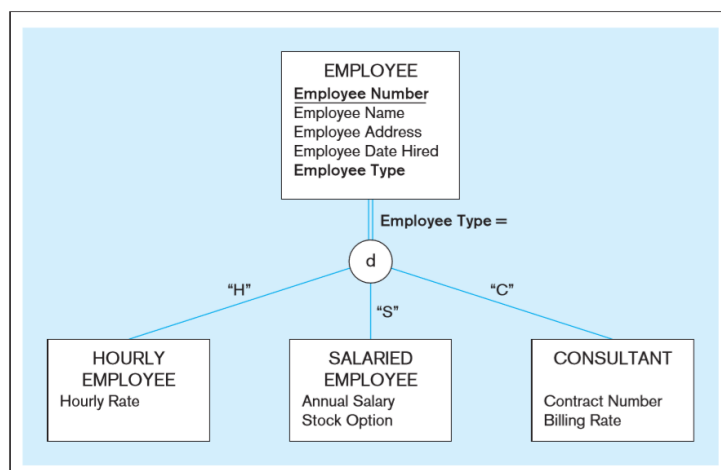 EMPLOYEE
Employee Number
Employee Name
Employee Address
Employee Date Hired
Employee Type
Employee Type =
d
“H”
“S”
“C”
HOURLY
EMPLOYEE
Hourly Rate
SALARIED
EMPLOYEE
Annual Salary
Stock Option
CONSULTANT
Contract Number
Billing Rate